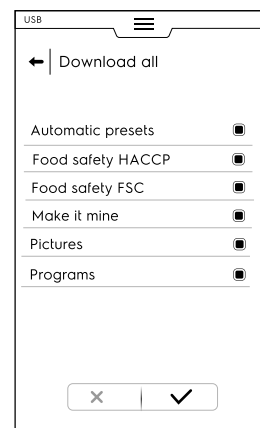 USB
Download all
Automatic presets
Food safety HACCP
Food safety FSC
Make it mine
Pictures
Programs